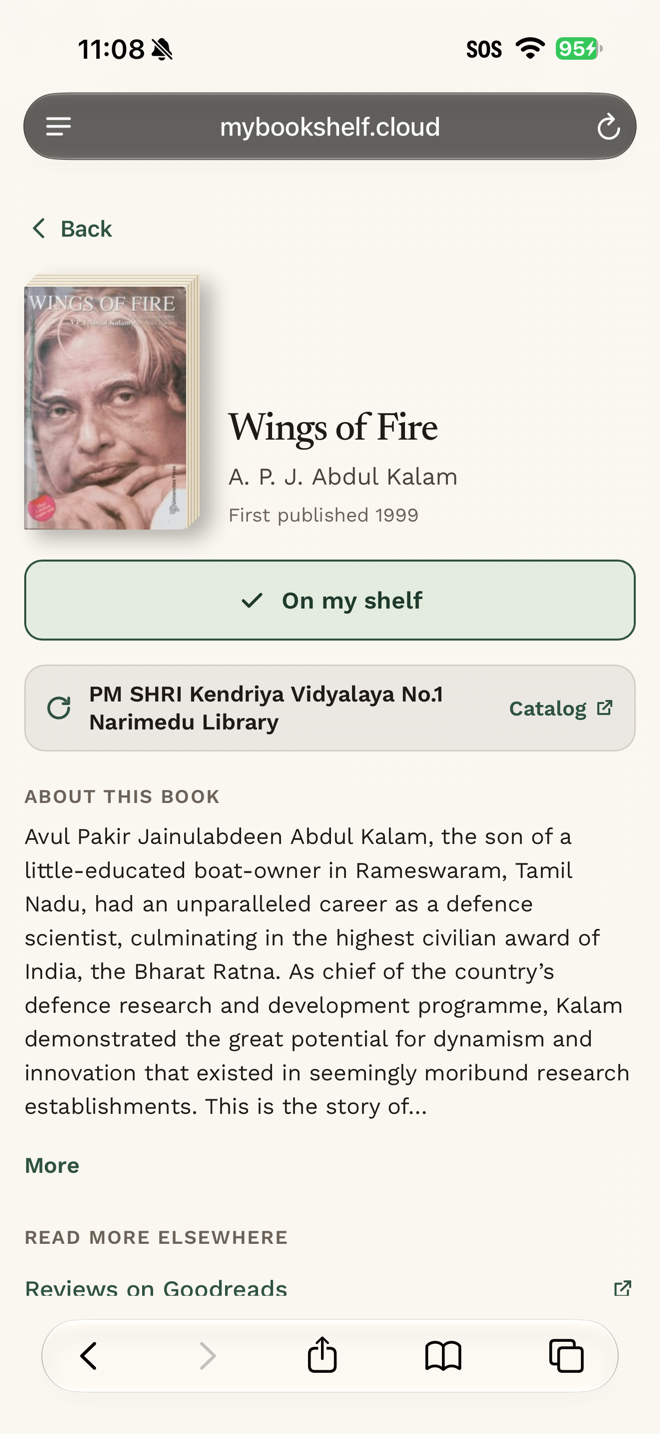 11:08
SOS
95
mybookshelf.cloud
Back
WINGS OF FIRE
Wings of Fire
A. P. J. Abdul Kalam
First published 1999
On my shelf
PM SHRI Kendriya Vidyalaya No.1
Narimedu Library
Catalog
ABOUT THIS BOOK
Avul Pakir Jainulabdeen Abdul Kalam, the son of a
little-educated boat-owner in Rameswaram, Tamil
Nadu, had an unparalleled career as a defence
scientist, culminating in the highest civilian award of
India, the Bharat Ratna. As chief of the country’s
defence research and development programme, Kalam
demonstrated the great potential for dynamism and
innovation that existed in seemingly moribund research
establishments. This is the story of...
More
READ MORE ELSEWHERE
Reviews on Goodreads